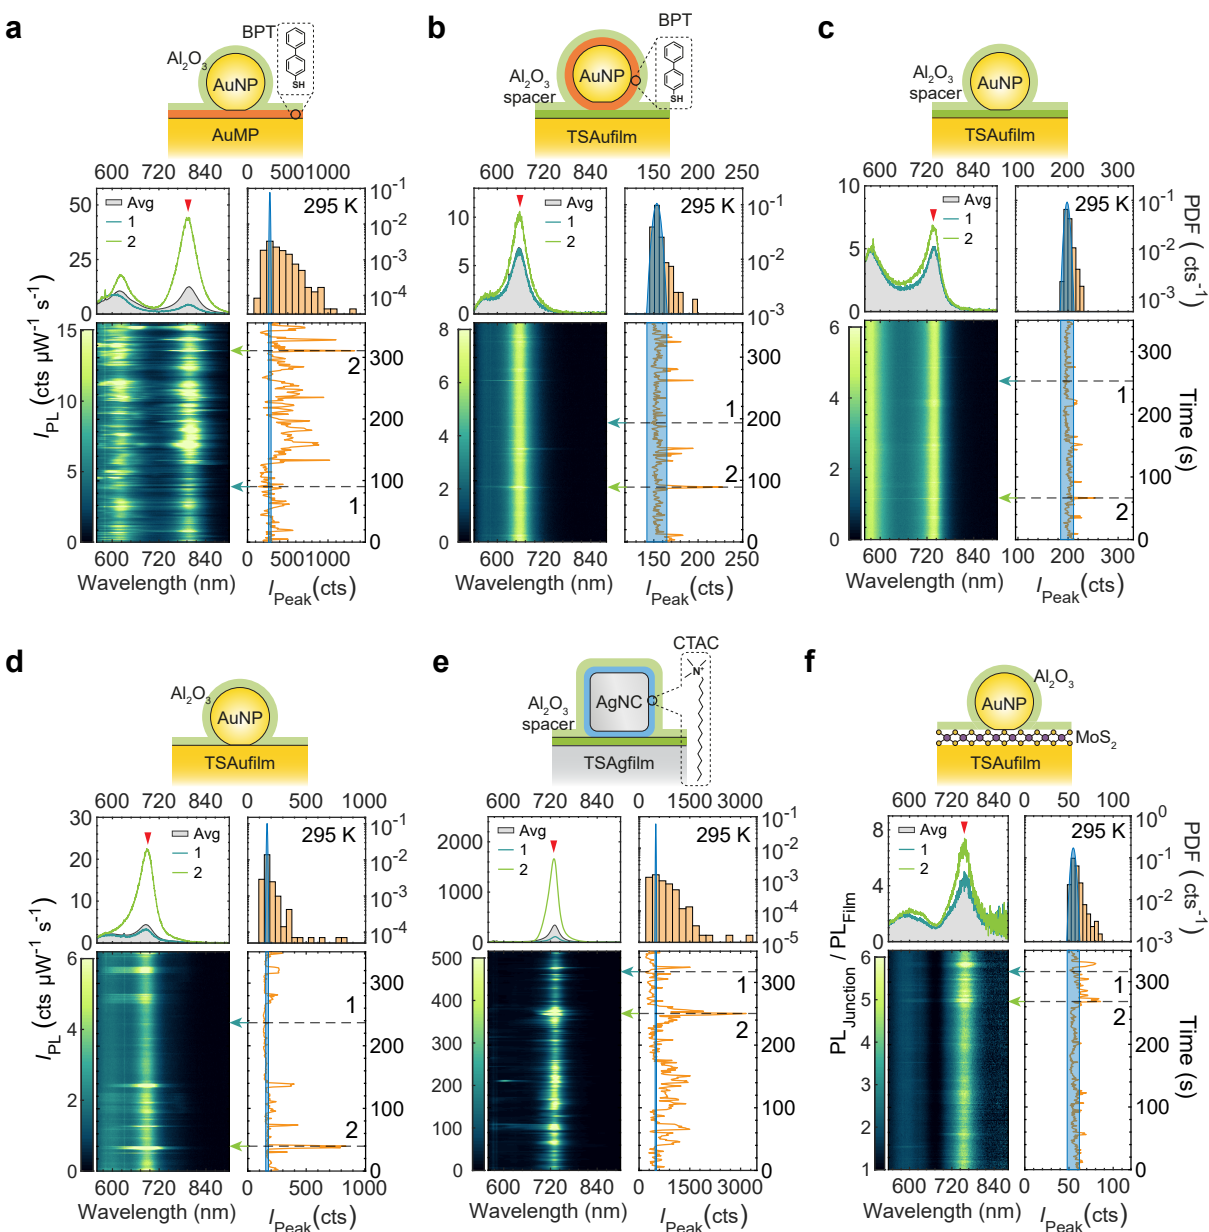 a
BPT
Al2O3
SH
AuNP
AuMP
600 720 840
0 500 1000
50
25
0
Avg
1
2
295 K
10^-1
10^-2
10^-3
10^-4
15
10
5
0
I_PL (cts µW^-1 s^-1)
2
1
300
200
100
0
600 720 840
0 500 1000
Wavelength (nm)
I_Peak (cts)
b
BPT
Al2O3
spacer
AuNP
SH
TSAufilm
600 720 840
150 200 250
10
5
0
Avg
1
2
295 K
10^-1
10^-2
10^-3
8
6
4
2
0
1
2
300
200
100
0
600 720 840
150 200 250
Wavelength (nm)
I_Peak (cts)
c
Al2O3
spacer
AuNP
TSAufilm
600 720 840
100 200 300
10
5
0
Avg
1
2
295 K
10^-1
10^-2
10^-3
PDF (cts^-1)
6
4
2
0
1
2
300
200
100
0
Time (s)
600 720 840
100 200 300
Wavelength (nm)
I_Peak (cts)
d
Al2O3
AuNP
TSAufilm
600 720 840
0 500 1000
30
20
10
0
Avg
1
2
295 K
10^-1
10^-2
10^-3
10^-4
6
4
2
0
I_PL (cts µW^-1 s^-1)
1
2
300
200
100
0
600 720 840
0 500 1000
Wavelength (nm)
I_Peak (cts)
e
CTAC
N
Al2O3
spacer
AgNC
TSAgfilm
600 720 840
0 1500 3000
2000
1000
0
Avg
1
2
295 K
10^-1
10^-2
10^-3
10^-4
10^-5
500
400
300
200
100
0
1
2
300
200
100
0
600 720 840
0 1500 3000
Wavelength (nm)
I_Peak (cts)
f
Al2O3
AuNP
MoS2
TSAufilm
600 720 840
0 50 100
8
4
0
Avg
1
2
295 K
10^0
10^-1
10^-2
10^-3
PDF (cts^-1)
6
5
4
3
2
1
PL_Junction / PL_Film
1
2
300
200
100
0
Time (s)
600 720 840
0 50 100
Wavelength (nm)
I_Peak (cts)